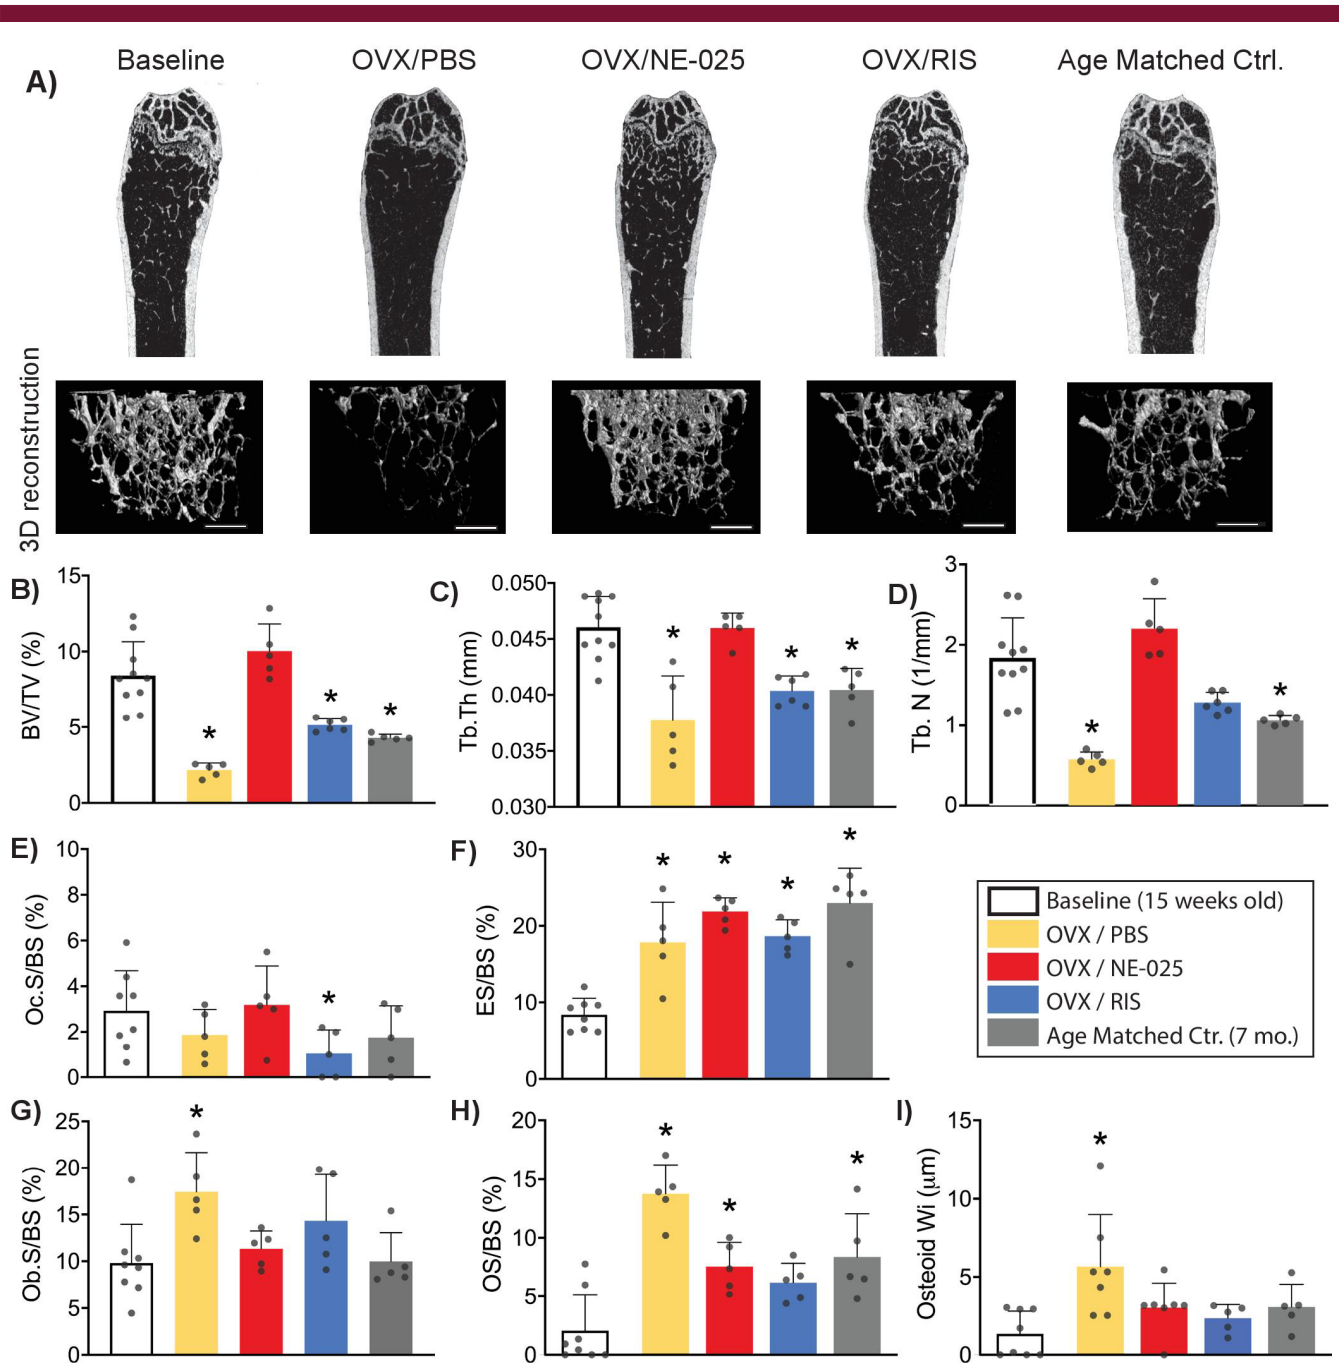 Baseline OVX/PBS OVX/NE-025 OVX/RIS Age Matched Ctrl.
A)
3D reconstruction
B)
BV/TV (%)
15
10
5
0
*
*
*
C)
Tb.Th (mm)
0.050
0.045
0.040
0.035
0.030
*
*
*
D)
Tb. N (1/mm)
3
2
1
0
*
*
E)
Oc.S/BS (%)
10
8
6
4
2
0
*
F)
ES/BS (%)
30
20
10
0
*
*
*
*
Baseline (15 weeks old)
OVX / PBS
OVX / NE-025
OVX / RIS
Age Matched Ctr. (7 mo.)
G)
Ob.S/BS (%)
25
20
15
10
5
0
*
H)
OS/BS (%)
20
15
10
5
0
*
*
*
I)
Osteoid Wi (μm)
15
10
5
0
*